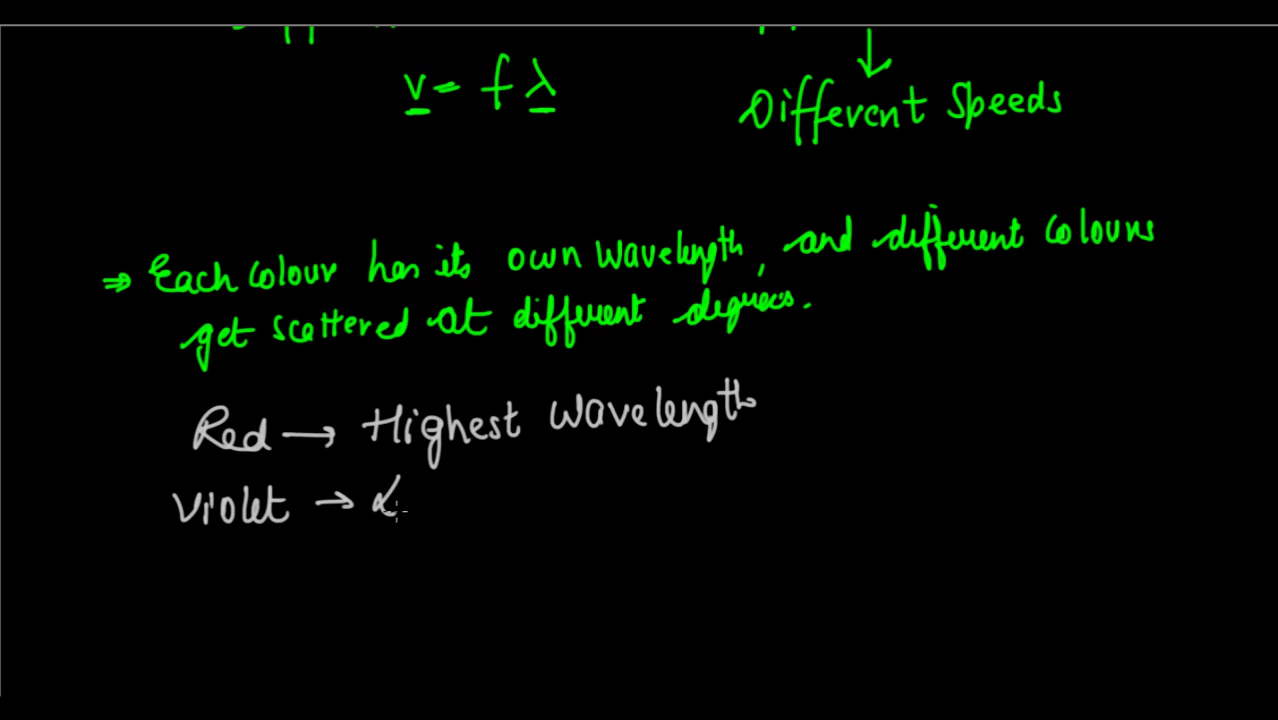 v = f λ
Different Speeds
⇒ Each colour has its own wavelength, and different colours
get scattered at different degrees.
Red → Highest wavelength
Violet →